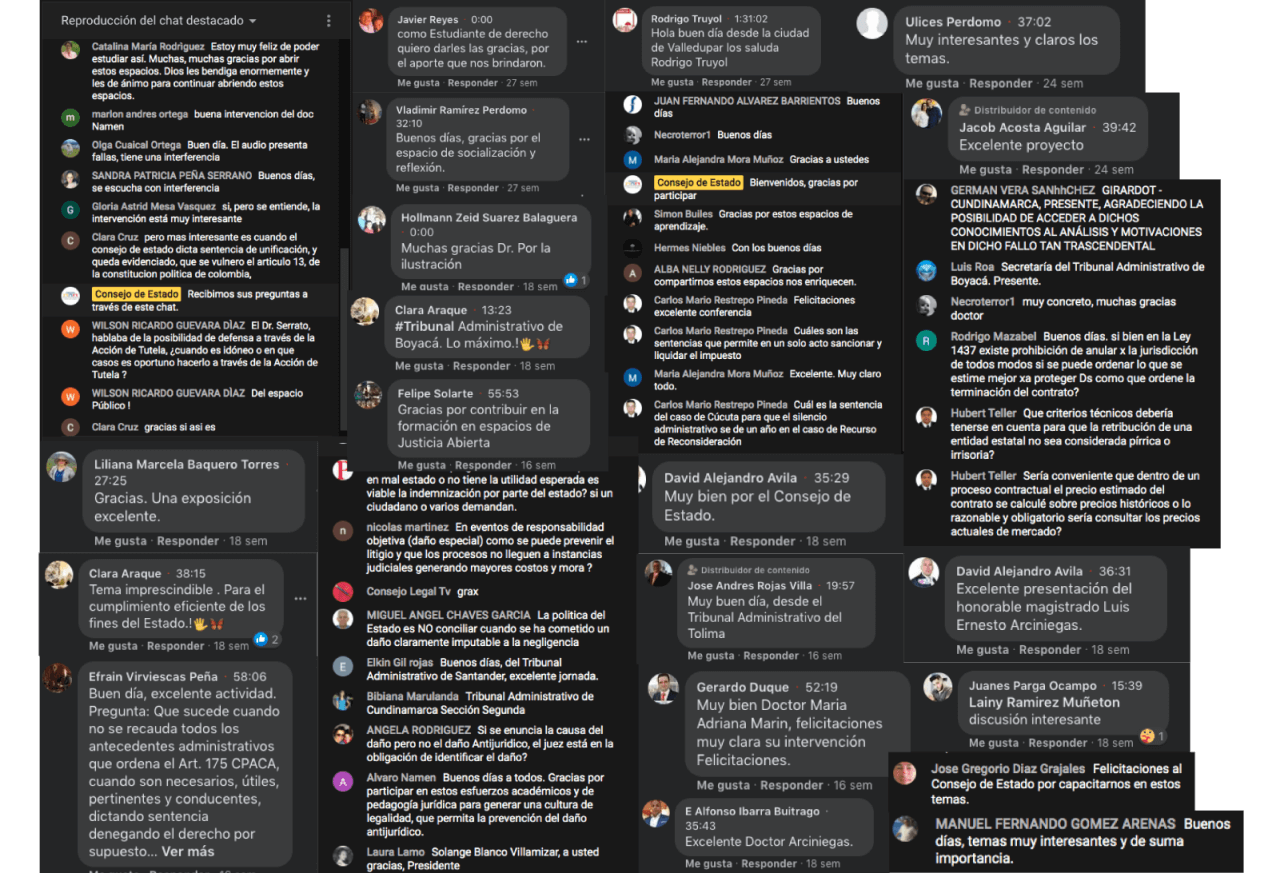 Reproducción del chat destacado
Catalina María Rodriguez Estoy muy feliz de poder
estudiar así. Muchas, muchas gracias por abrir
estos espacios. Dios les bendiga enormemente y
les de ánimo para continuar abriendo estos
espacios.
marlon andres ortega buena intervencion del doc
Namen
Olga Cuaical Ortega Buen día. El audio presenta
fallas, tiene una interferencia
SANDRA PATRICIA PEÑA SERRANO Buenos días,
se escucha con interferencia
Gloria Astrid Mesa Vasquez si, pero se entiende, la
intervención está muy interesante
Clara Cruz pero mas interesante es cuando el
consejo de estado dicta sentencia de unificación, y
queda evidenciado, que se vulnero el articulo 13, de
la constitucion politica de colombia,
Consejo de Estado Recibimos sus preguntas a
través de este chat.
WILSON RICARDO GUEVARA DÌAZ El Dr. Serrato,
hablaba de la posibilidad de defensa a través de la
Acción de Tutela, ¿cuando es idóneo o en que
casos es oportuno hacerlo a través de la Acción de
Tutela ?
WILSON RICARDO GUEVARA DÌAZ Del espacio
Público !
Clara Cruz gracias si asi es
Liliana Marcela Baquero Torres ·
27:25
Gracias. Una exposición
excelente.
Me gusta · Responder · 18 sem
Clara Araque · 38:15
Tema imprescindible . Para el
cumplimiento eficiente de los
fines del Estado.!🖐🦋
Me gusta · Responder · 18 sem 2
Efrain Virviescas Peña · 58:06
Buen día, excelente actividad.
Pregunta: Que sucede cuando
no se recauda todos los
antecedentes administrativos
que ordena el Art. 175 CPACA,
cuando son necesarios, útiles,
pertinentes y conducentes,
dictando sentencia
denegando el derecho por
supuesto... Ver más
Javier Reyes · 0:00
como Estudiante de derecho
quiero darles las gracias, por
el aporte que nos brindaron.
Me gusta · Responder · 27 sem
Vladimir Ramírez Perdomo ·
32:10
Buenos días, gracias por el
espacio de socialización y
reflexión.
Me gusta · Responder · 27 sem
Hollmann Zeid Suarez Balaguera
· 0:00
Muchas gracias Dr. Por la
ilustración
Me gusta · Responder · 18 sem 1
Clara Araque · 13:23
#Tribunal Administrativo de
Boyacá. Lo máximo.!🖐🦋
Me gusta · Responder · 18 sem
Felipe Solarte · 55:53
Gracias por contribuir en la
formación en espacios de
Justicia Abierta
Me gusta · Responder · 16 sem
en mal estado o no tiene la utilidad esperada es
viable la indemnización por parte del estado? si un
ciudadano o varios demandan.
nicolas martinez En eventos de responsabilidad
objetiva (daño especial) como se puede prevenir el
litigio y que los procesos no lleguen a instancias
judiciales generando mayores costos y mora ?
Consejo Legal Tv grax
MIGUEL ANGEL CHAVES GARCIA La politica del
Estado es NO conciliar cuando se ha cometido un
daño claramente imputable a la negligencia
Elkin Gil rojas Buenos días, del Tribunal
Administrativo de Santander, excelente jornada.
Bibiana Marulanda Tribunal Administrativo de
Cundinamarca Sección Segunda
ANGELA RODRIGUEZ Si se enuncia la causa del
daño pero no el daño Antijuridico, el juez está en la
obligación de identificar el daño?
Alvaro Namen Buenos días a todos. Gracias por
participar en estos esfuerzos académicos y de
pedagogía jurídica para generar una cultura de
legalidad, que permita la prevención del daño
antijurídico.
Laura Lamo Solange Blanco Villamizar, a usted
gracias, Presidente
Rodrigo Truyol · 1:31:02
Hola buen día desde la ciudad
de Valledupar los saluda
Rodrigo Truyol
Me gusta · Responder · 27 sem
JUAN FERNANDO ALVAREZ BARRIENTOS Buenos
días
Necroterror1 Buenos días
Maria Alejandra Mora Muñoz Gracias a ustedes
Consejo de Estado Bienvenidos, gracias por
participar
Simon Builes Gracias por estos espacios de
aprendizaje.
Hermes Niebles Con los buenos días
ALBA NELLY RODRIGUEZ Gracias por
compartirnos estos espacios nos enriquecen.
Carlos Mario Restrepo Pineda Felicitaciones
excelente conferencia
Carlos Mario Restrepo Pineda Cuáles son las
sentencias que permite en un solo acto sancionar y
liquidar el impuesto
Maria Alejandra Mora Muñoz Excelente. Muy claro
todo.
Carlos Mario Restrepo Pineda Cuál es la sentencia
del caso de Cúcuta para que el silencio
administrativo se de un año en el caso de Recurso
de Reconsideración
David Alejandro Avila · 35:29
Muy bien por el Consejo de
Estado.
Me gusta · Responder · 18 sem
Distribuidor de contenido
Jose Andres Rojas Villa · 19:57
Muy buen día, desde el
Tribunal Administrativo del
Tolima
Me gusta · Responder · 16 sem
Gerardo Duque · 52:19
Muy bien Doctor Maria
Adriana Marin, felicitaciones
muy clara su intervención
Felicitaciones.
Me gusta · Responder · 16 sem
E Alfonso Ibarra Buitrago ·
35:43
Excelente Doctor Arciniegas.
Me gusta · Responder · 18 sem
Ulices Perdomo · 37:02
Muy interesantes y claros los
temas.
Me gusta · Responder · 24 sem
Distribuidor de contenido
Jacob Acosta Aguilar · 39:42
Excelente proyecto
Me gusta · Responder · 24 sem
GERMAN VERA SANhhCHEZ GIRARDOT -
CUNDINAMARCA, PRESENTE, AGRADECIENDO LA
POSIBILIDAD DE ACCEDER A DICHOS
CONOCIMIENTOS AL ANÁLISIS Y MOTIVACIONES
EN DICHO FALLO TAN TRASCENDENTAL
Luis Roa Secretaría del Tribunal Administrativo de
Boyacá. Presente.
Necroterror1 muy concreto, muchas gracias
doctor
Rodrigo Mazabel Buenos días. si bien en la Ley
1437 existe prohibición de anular x la jurisdicción
de todos modos si se puede ordenar lo que se
estime mejor xa proteger Ds como que ordene la
terminación del contrato?
Hubert Teller Que criterios técnicos debería
tenerse en cuenta para que la retribución de una
entidad estatal no sea considerada pírrica o
irrisoria?
Hubert Teller Sería conveniente que dentro de un
proceso contractual el precio estimado del
contrato se calculé sobre precios históricos o lo
razonable y obligatorio sería consultar los precios
actuales de mercado?
David Alejandro Avila · 36:31
Excelente presentación del
honorable magistrado Luis
Ernesto Arciniegas.
Me gusta · Responder · 18 sem
Juanes Parga Ocampo · 15:39
Lainy Ramirez Muñeton
discusión interesante
Me gusta · Responder · 18 sem 1
Jose Gregorio Diaz Grajales Felicitaciones al
Consejo de Estado por capacitarnos en estos
temas.
MANUEL FERNANDO GOMEZ ARENAS Buenos
días, temas muy interesantes y de suma
importancia.